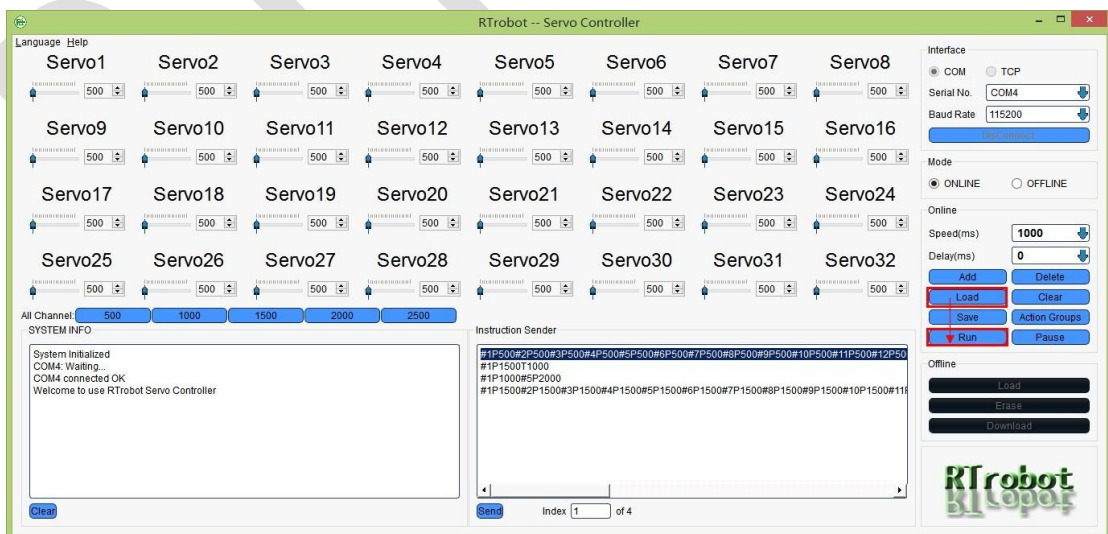 RTrobot -- Servo Controller
Language Help
Servo1 Servo2 Servo3 Servo4 Servo5 Servo6 Servo7 Servo8
500 500 500 500 500 500 500 500
Servo9 Servo10 Servo11 Servo12 Servo13 Servo14 Servo15 Servo16
500 500 500 500 500 500 500 500
Servo17 Servo18 Servo19 Servo20 Servo21 Servo22 Servo23 Servo24
500 500 500 500 500 500 500 500
Servo25 Servo26 Servo27 Servo28 Servo29 Servo30 Servo31 Servo32
500 500 500 500 500 500 500 500
All Channel: 500 1000 1500 2000 2500
SYSTEM INFO
System Initialized
COM4: Waiting...
COM4 connected OK
Welcome to use RTrobot Servo Controller
Clear
Instruction Sender
#1P500#2P500#3P500#4P500#5P500#6P500#7P500#8P500#9P500#10P500#11P500#12P50
#1P1500T1000
#1P1000#5P2000
#1P1500#2P1500#3P1500#4P1500#5P1500#6P1500#7P1500#8P1500#9P1500#10P1500#11
Send Index 1 of 4
Interface
COM TCP
Serial No. COM4
Baud Rate 115200
DisConnect
Mode
ONLINE OFFLINE
Online
Speed(ms) 1000
Delay(ms) 0
Add Delete
Load Clear
Save Action Groups
Run Pause
Offline
Load
Erase
Download
RTrobot